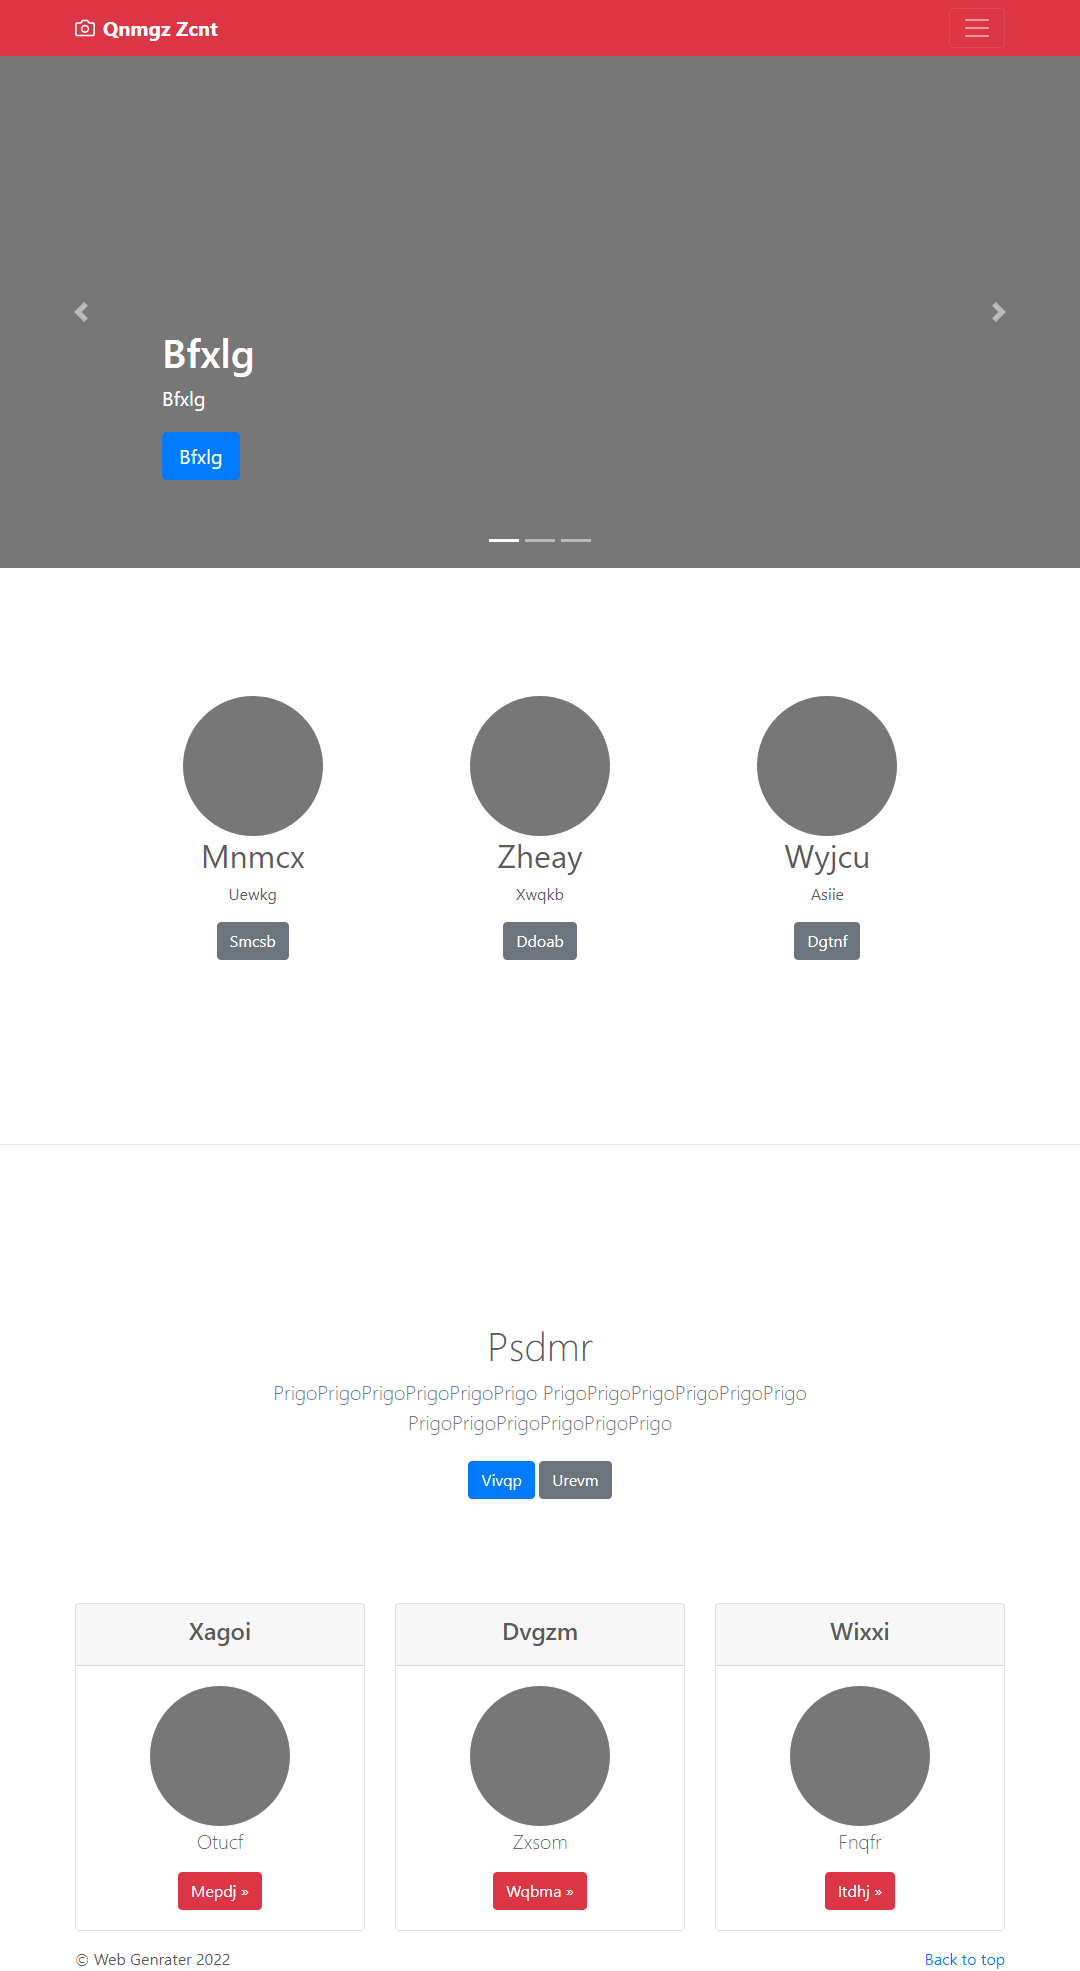 Qnmgz Zcnt
Bfxlg
Bfxlg
Bfxlg
Mnmcx
Zheay
Wyjcu
Uewkg
Xwqkb
Asiie
Smcsb
Ddoab
Dgtnf
Psdmr
PrigoPrigoPrigoPrigoPrigoPrigo PrigoPrigoPrigoPrigoPrigoPrigo
PrigoPrigoPrigoPrigoPrigoPrigo
Vivqp
Urevm
Xagoi
Dvgzm
Wixxi
Otucf
Zxsom
Fnqfr
Mepdj »
Wqbma »
Itdhj »
© Web Genrater 2022
Back to top